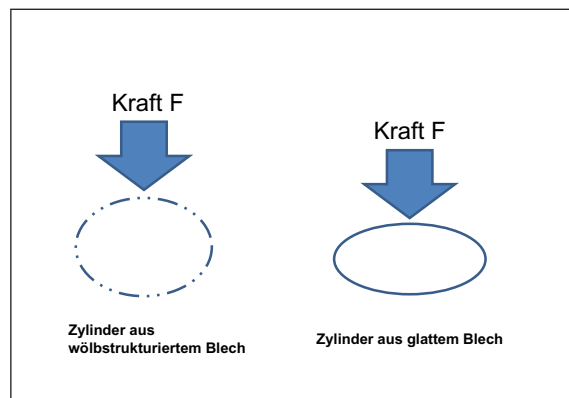 Kraft F
Kraft F
Zylinder aus
wölbstrukturiertem Blech
Zylinder aus glattem Blech